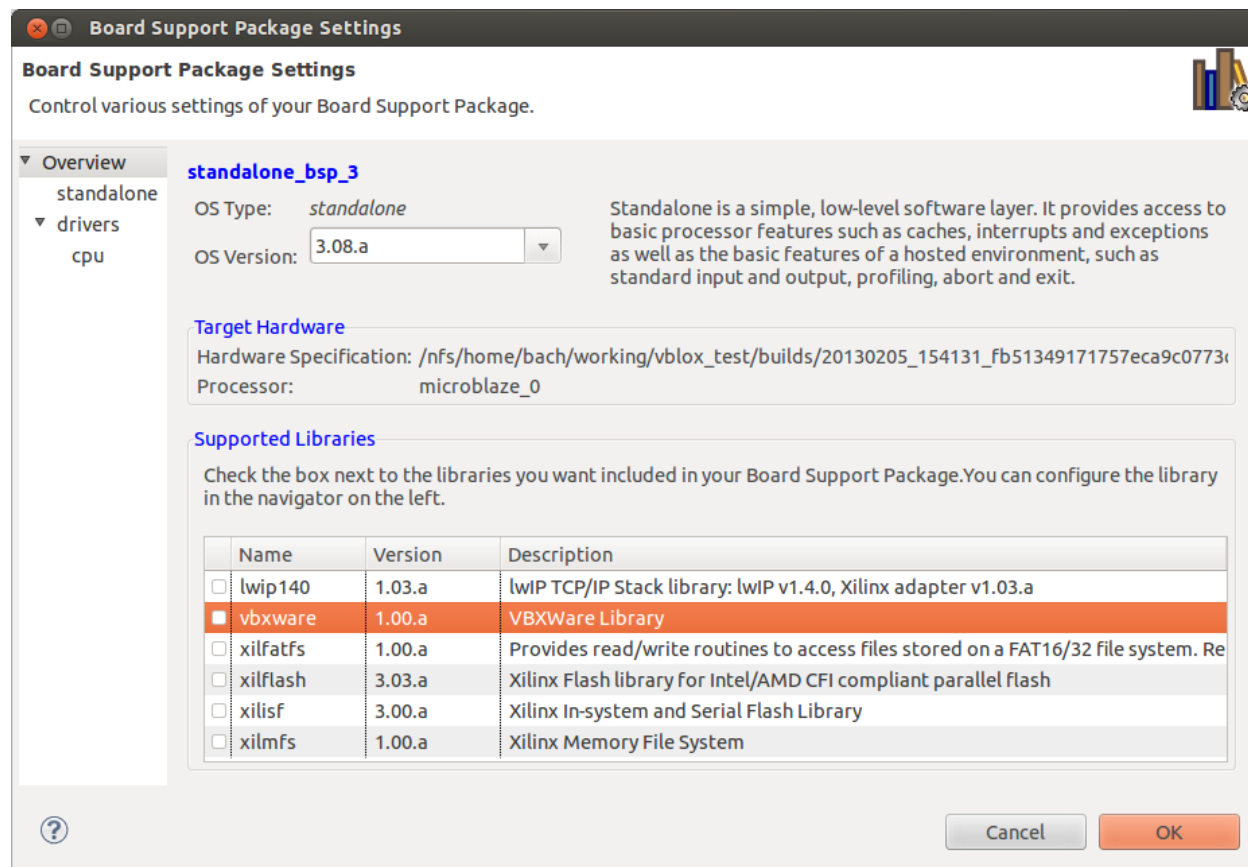 Board Support Package Settings
Board Support Package Settings
Control various settings of your Board Support Package.
Overview
standalone
drivers
cpu
standalone_bsp_3
OS Type: standalone
OS Version: 3.08.a
Standalone is a simple, low-level software layer. It provides access to
basic processor features such as caches, interrupts and exceptions
as well as the basic features of a hosted environment, such as
standard input and output, profiling, abort and exit.
Target Hardware
Hardware Specification: /nfs/home/bach/working/vblox_test/builds/20130205_154131_fb51349171757eca9c0773
Processor: microblaze_0
Supported Libraries
Check the box next to the libraries you want included in your Board Support Package.You can configure the library
in the navigator on the left.
Name Version Description
lwip140 1.03.a lwIP TCP/IP Stack library: lwIP v1.4.0, Xilinx adapter v1.03.a
vbxware 1.00.a VBXWare Library
xilfatfs 1.00.a Provides read/write routines to access files stored on a FAT16/32 file system. Re
xilflash 3.03.a Xilinx Flash library for Intel/AMD CFI compliant parallel flash
xilisf 3.00.a Xilinx In-system and Serial Flash Library
xilmfs 1.00.a Xilinx Memory File System
?
Cancel OK